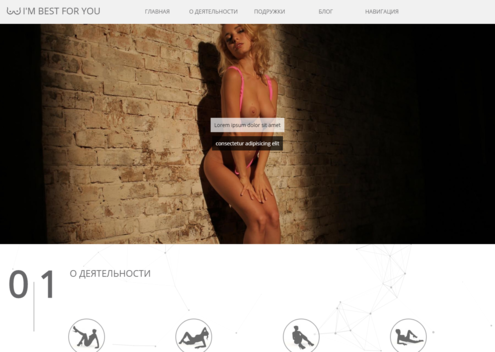 I'M BEST FOR YOU
ГЛАВНАЯ
О ДЕЯТЕЛЬНОСТИ
ПОДРУЖКИ
БЛОГ
НАВИГАЦИЯ
Lorem ipsum dolor sit amet
consectetur adipisicing elit
01
О ДЕЯТЕЛЬНОСТИ